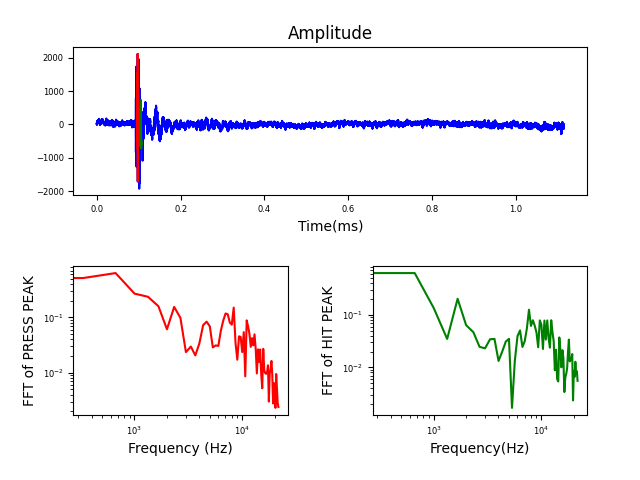 Amplitude
2000
1000
0
−1000
−2000
0.0 0.2 0.4 0.6 0.8 1.0
Time(ms)
FFT of PRESS PEAK
10⁻¹
10⁻²
10³ 10⁴
Frequency (Hz)
FFT of HIT PEAK
10⁻¹
10⁻²
10³ 10⁴
Frequency(Hz)